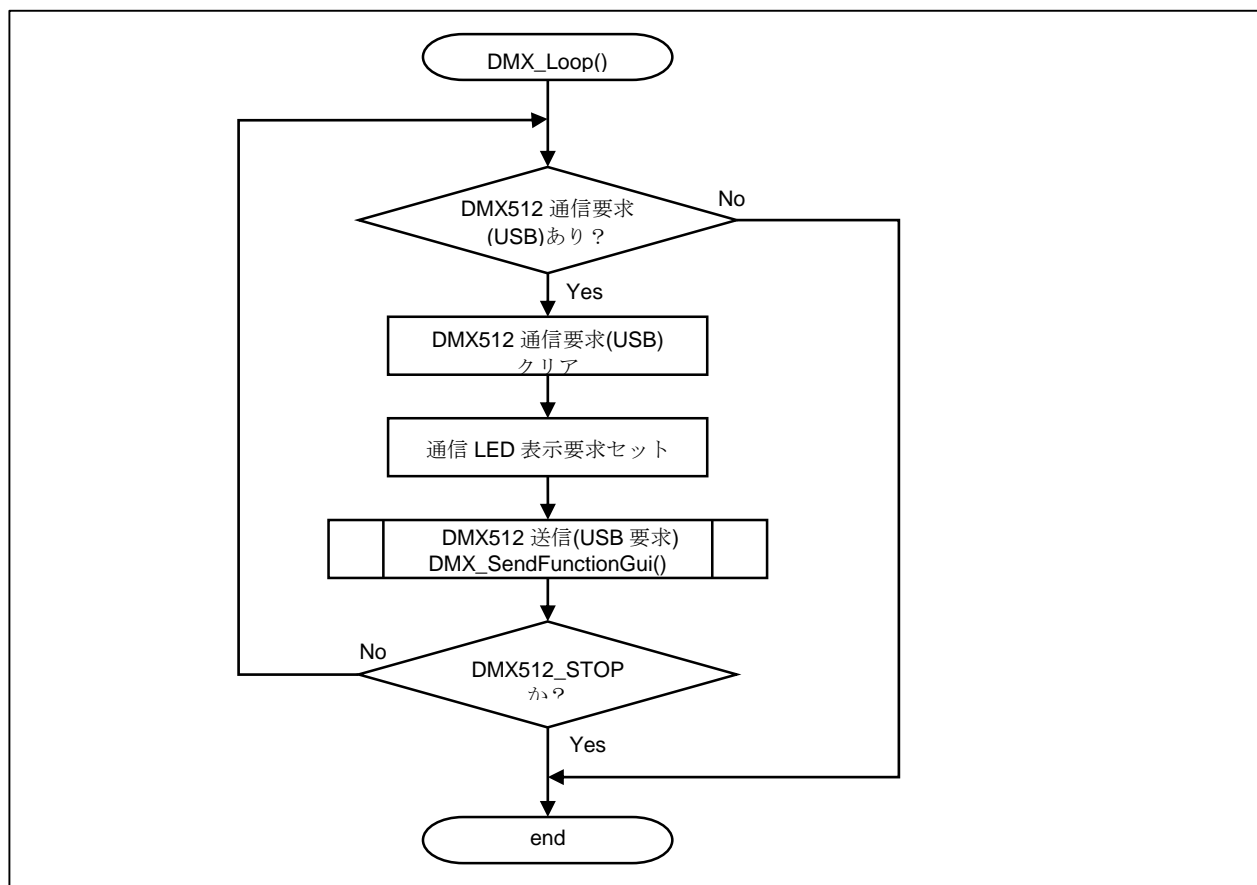 DMX_Loop()
DMX512 通信要求
(USB)あり？
No
Yes
DMX512 通信要求(USB)
クリア
通信 LED 表示要求セット
DMX512 送信(USB 要求)
DMX_SendFunctionGui()
No
DMX512_STOP
か？
Yes
end